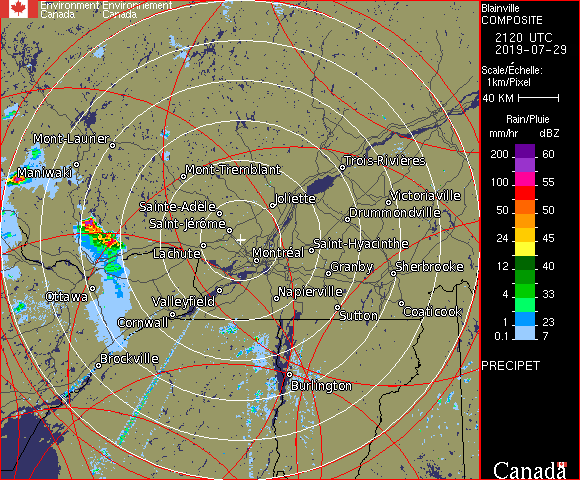 Environment Environnement
Canada Canada
Blainville
COMPOSITE
2120 UTC
2019-07-29
Scale/Échelle:
1km/Pixel
40 KM
Rain/Pluie
mm/hr dBZ
200 60
100 55
50 50
24 45
12 40
4 33
1 23
0.1 7
PRECIPET
Canada
Mont-Laurier
Maniwaki
Mont-Tremblant
Trois-Rivières
Sainte-Adèle
Joliette
Victoriaville
Saint-Jérôme
Drummondville
Lachute
Montréal
Saint-Hyacinthe
Granby
Sherbrooke
Ottawa
Valleyfield
Napierville
Coaticook
Cornwall
Sutton
Brockville
Burlington